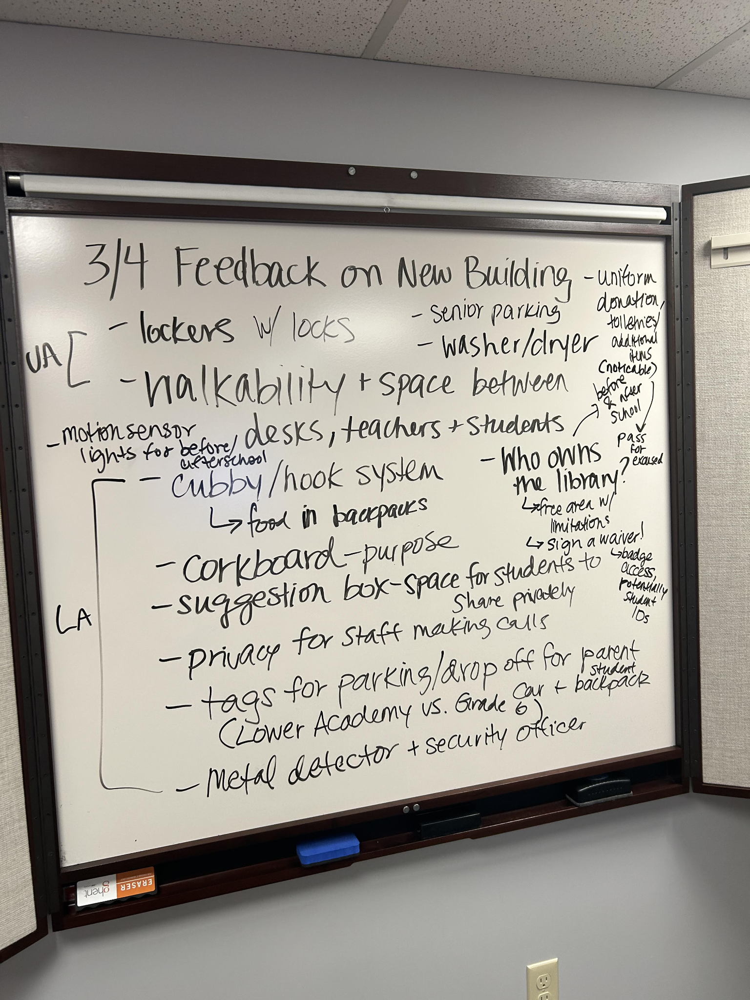 3/4 Feedback on New Building
UA
- lockers w/ locks
- senior parking
- washer/dryer
- walkability + space between
desks, teachers + students
- motion sensor
lights for before/
afterschool
- uniform
donation,
toiletries/
additional
items
(noticable)
before
& after
school
pass
for
excused
- Who owns
the library?
↳ free area w/
limitations
↳ sign a waiver!
↳ badge
access,
potentially
student
IDs
LA
- cubby/hook system
↳ food in backpacks
- corkboard - purpose
- suggestion box - space for students to
share privately
- privacy for staff making calls
- tags for parking/drop off for parent
student
car + backpack
(Lower Academy vs. Grade 6)
- Metal detector + security officer
ERASER
ghent